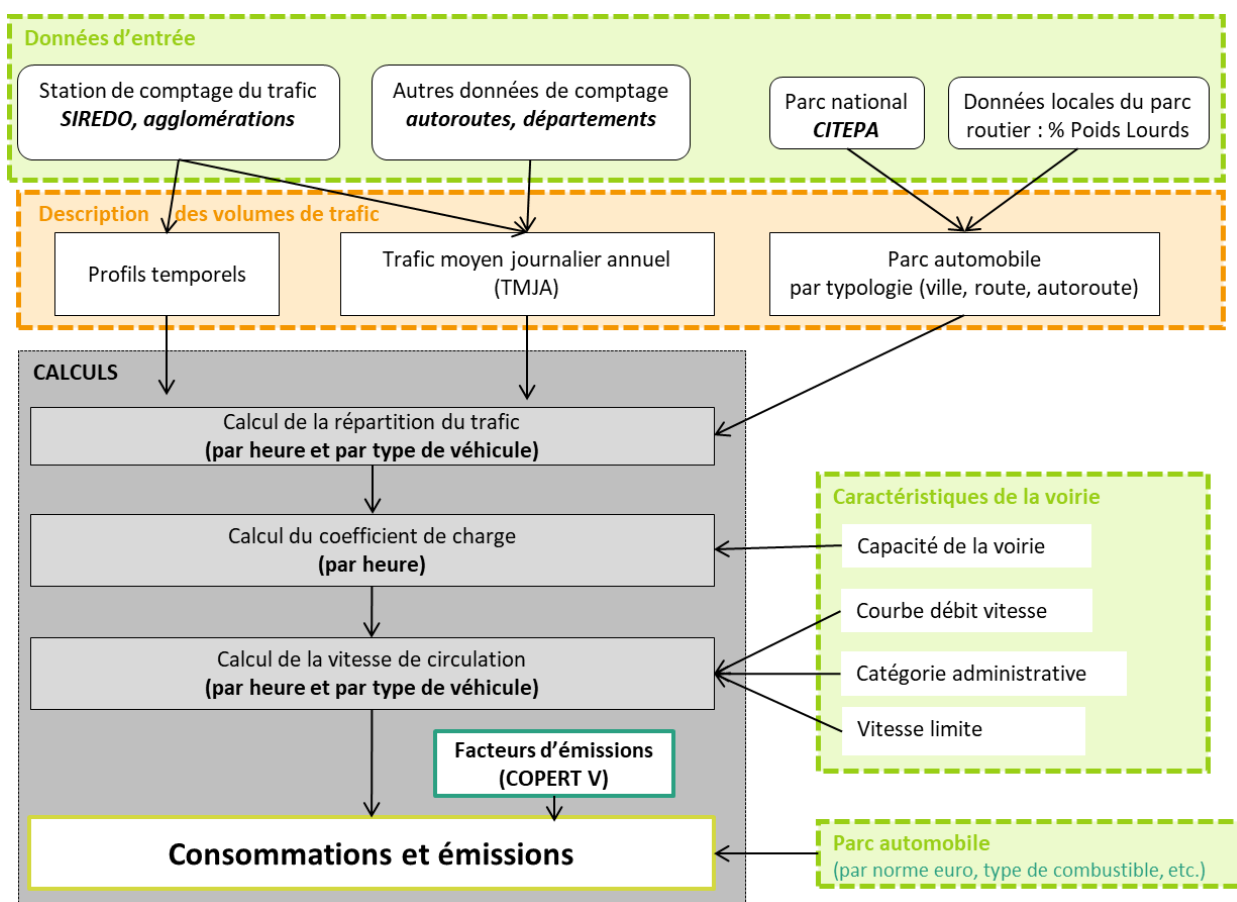 Données d'entrée
Station de comptage du trafic
SIREDO, agglomérations
Autres données de comptage
autoroutes, départements
Parc national
CITEPA
Données locales du parc
routier : % Poids Lourds
Description des volumes de trafic
Profils temporels
Trafic moyen journalier annuel
(TMJA)
Parc automobile
par typologie (ville, route, autoroute)
CALCULS
Calcul de la répartition du trafic
(par heure et par type de véhicule)
Calcul du coefficient de charge
(par heure)
Calcul de la vitesse de circulation
(par heure et par type de véhicule)
Facteurs d'émissions
(COPERT V)
Consommations et émissions
Caractéristiques de la voirie
Capacité de la voirie
Courbe débit vitesse
Catégorie administrative
Vitesse limite
Parc automobile
(par norme euro, type de combustible, etc.)